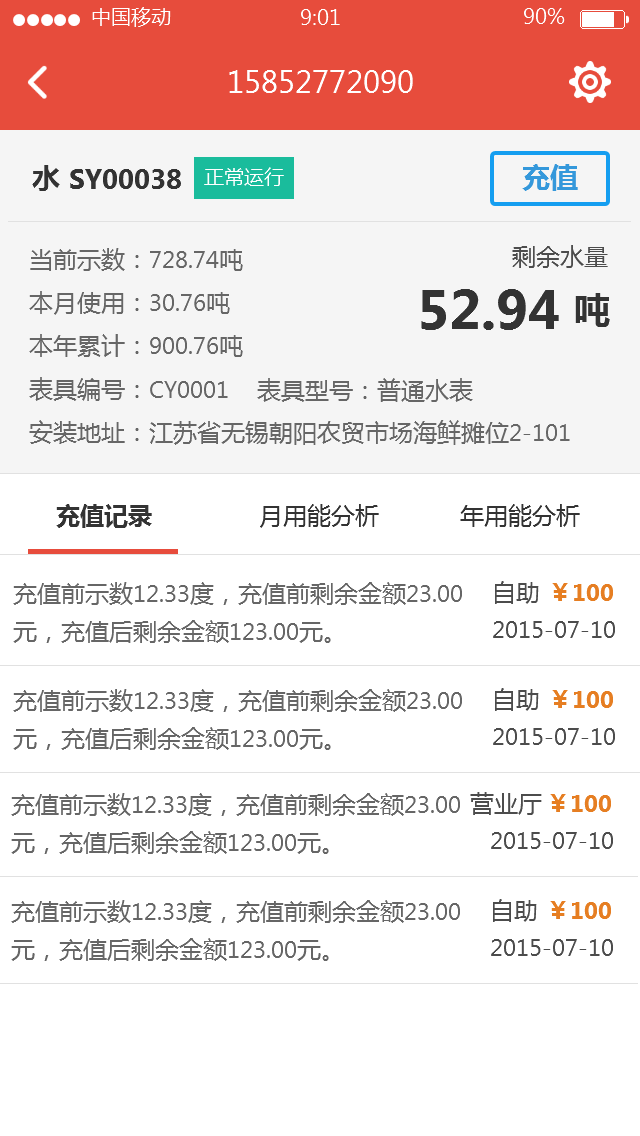 中国移动 9:01 90%
15852772090
水 SY00038 正常运行 充值
当前示数：728.74吨
剩余水量
本月使用：30.76吨
52.94 吨
本年累计：900.76吨
表具编号：CY0001 表具型号：普通水表
安装地址：江苏省无锡朝阳农贸市场海鲜摊位2-101
充值记录 月用能分析 年用能分析
充值前示数12.33度，充值前剩余金额23.00 自助 ¥100
元，充值后剩余金额123.00元。 2015-07-10
充值前示数12.33度，充值前剩余金额23.00 自助 ¥100
元，充值后剩余金额123.00元。 2015-07-10
充值前示数12.33度，充值前剩余金额23.00 营业厅 ¥100
元，充值后剩余金额123.00元。 2015-07-10
充值前示数12.33度，充值前剩余金额23.00 自助 ¥100
元，充值后剩余金额123.00元。 2015-07-10